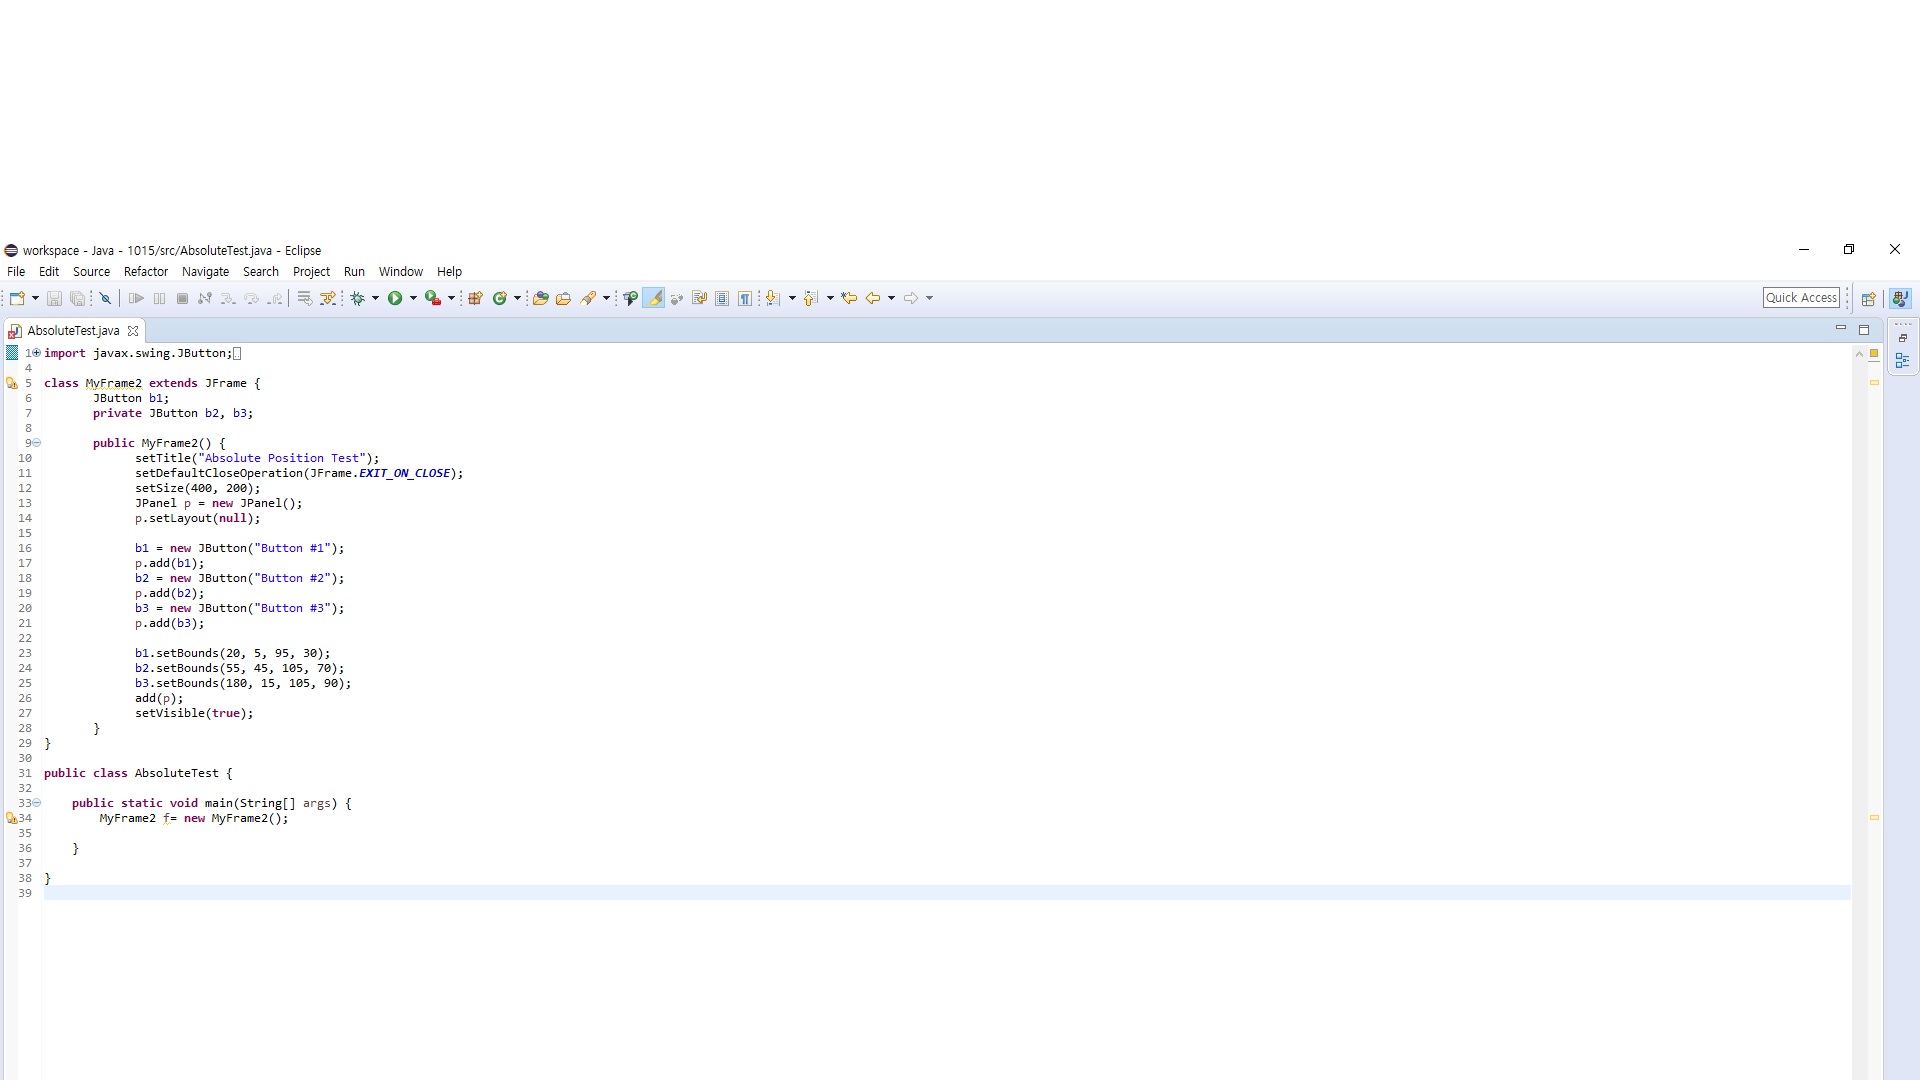 workspace - Java - 1015/src/AbsoluteTest.java - Eclipse
File Edit Source Refactor Navigate Search Project Run Window Help
Quick Access
AbsoluteTest.java
1 import javax.swing.JButton;
4
5 class MyFrame2 extends JFrame {
6 JButton b1;
7 private JButton b2, b3;
8
9 public MyFrame2() {
10 setTitle("Absolute Position Test");
11 setDefaultCloseOperation(JFrame.EXIT_ON_CLOSE);
12 setSize(400, 200);
13 JPanel p = new JPanel();
14 p.setLayout(null);
15
16 b1 = new JButton("Button #1");
17 p.add(b1);
18 b2 = new JButton("Button #2");
19 p.add(b2);
20 b3 = new JButton("Button #3");
21 p.add(b3);
22
23 b1.setBounds(20, 5, 95, 30);
24 b2.setBounds(55, 45, 105, 70);
25 b3.setBounds(180, 15, 105, 90);
26 add(p);
27 setVisible(true);
28 }
29 }
30
31 public class AbsoluteTest {
32
33 public static void main(String[] args) {
34 MyFrame2 f= new MyFrame2();
35
36 }
37
38 }
39